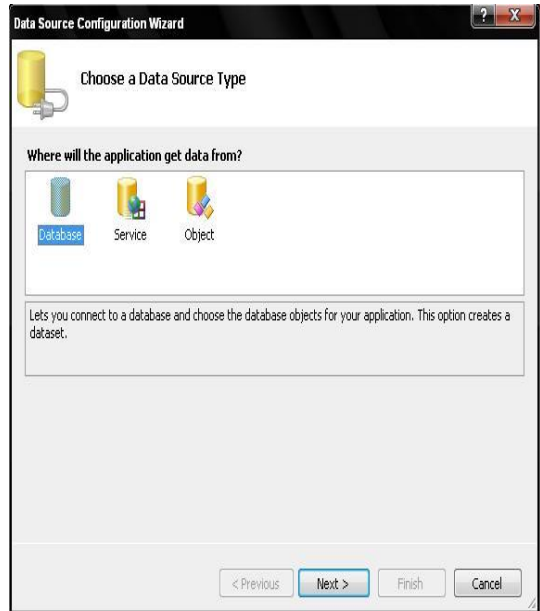 Data Source Configuration Wizard
? X
Choose a Data Source Type
Where will the application get data from?
Database Service Object
Lets you connect to a database and choose the database objects for your application. This option creates a
dataset.
< Previous Next > Finish Cancel